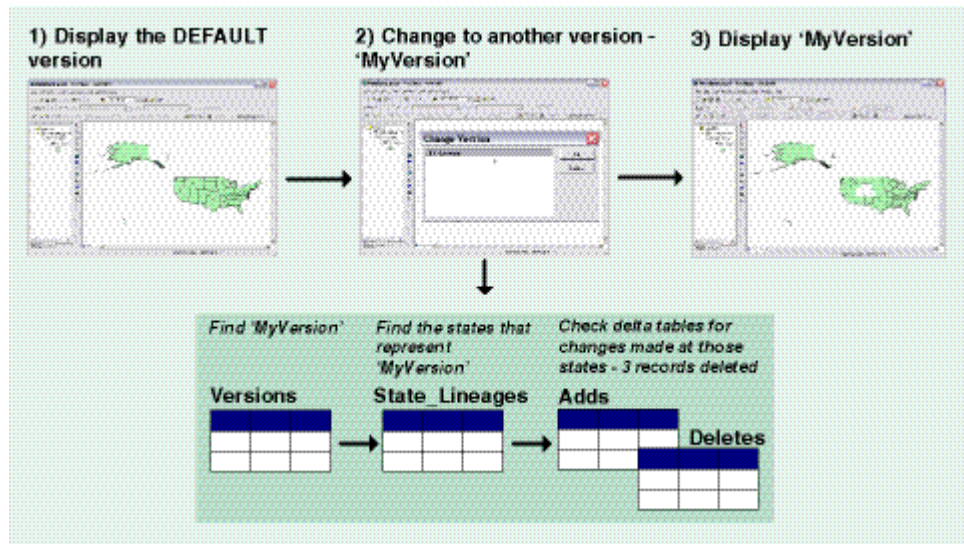 1) Display the DEFAULT
version
2) Change to another version -
'MyVersion'
3) Display 'MyVersion'
Change Version
Find 'MyVersion'
Find the states that
represent
'MyVersion'
Check delta tables for
changes made at those
states - 3 records deleted
Versions
State_Lineages
Adds
Deletes